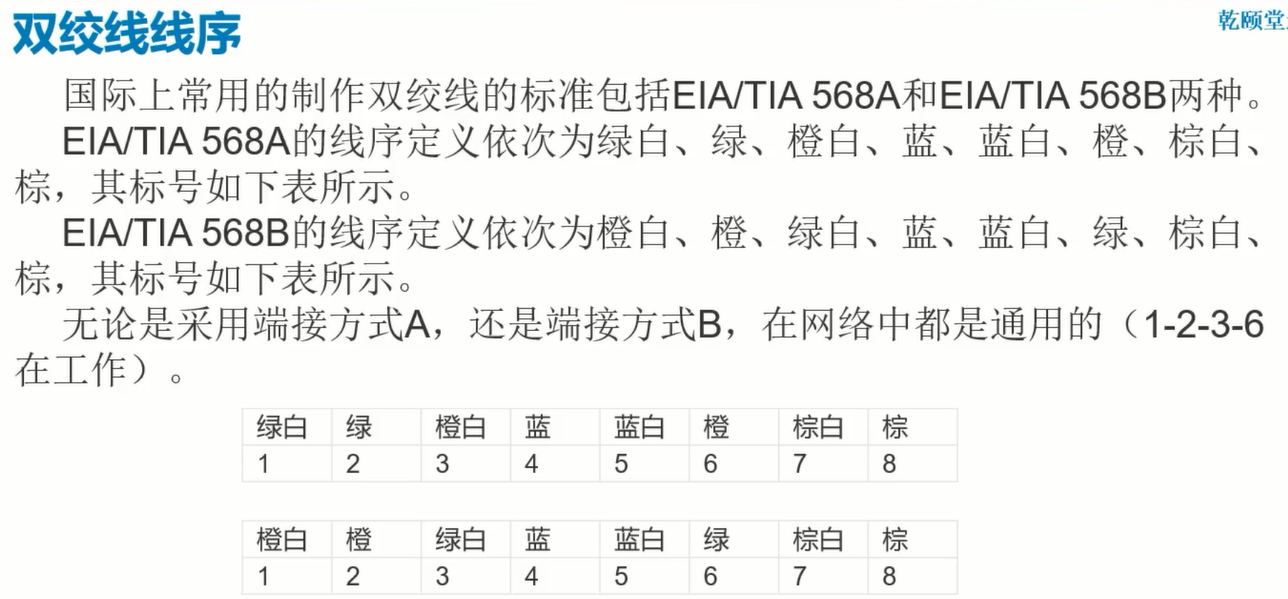 双绞线线序
乾颐堂
国际上常用的制作双绞线的标准包括EIA/TIA 568A和EIA/TIA 568B两种。
EIA/TIA 568A的线序定义依次为绿白、绿、橙白、蓝、蓝白、橙、棕白、
棕，其标号如下表所示。
EIA/TIA 568B的线序定义依次为橙白、橙、绿白、蓝、蓝白、绿、棕白、
棕，其标号如下表所示。
无论是采用端接方式A，还是端接方式B，在网络中都是通用的（1-2-3-6
在工作）。
绿白 绿 橙白 蓝 蓝白 橙 棕白 棕
1 2 3 4 5 6 7 8
橙白 橙 绿白 蓝 蓝白 绿 棕白 棕
1 2 3 4 5 6 7 8